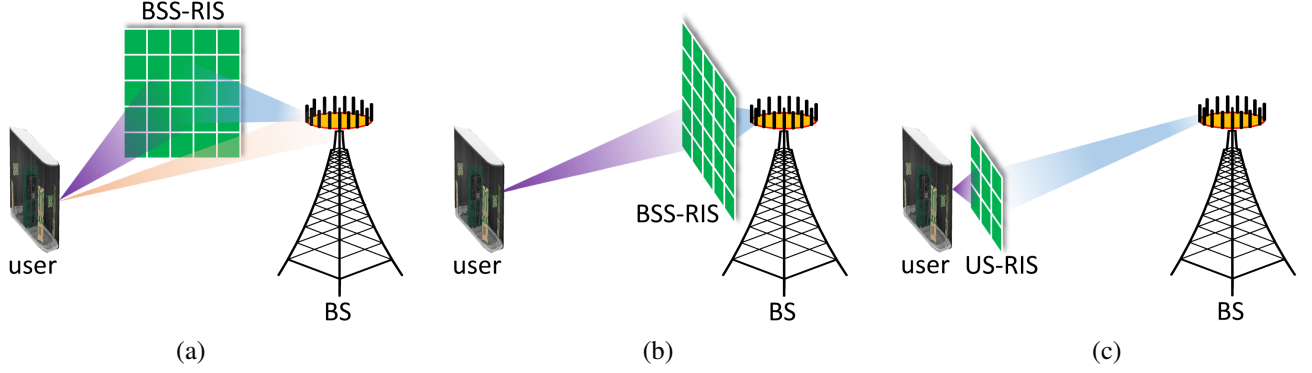 BSS-RIS
user
BS
(a)
BSS-RIS
user
BS
(b)
user
US-RIS
BS
(c)